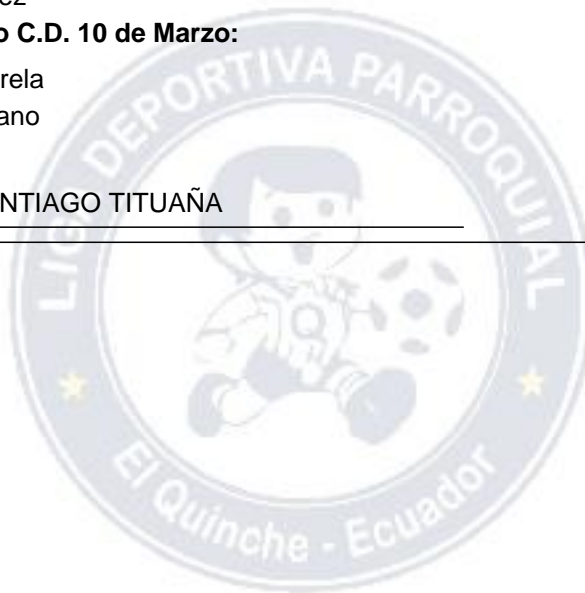 ez
o C.D. 10 de Marzo:
rela
ano
NTIAGO TITUAÑA
LIGA DEPORTIVA PARROQUIAL
Q
El Quinche - Ecuador